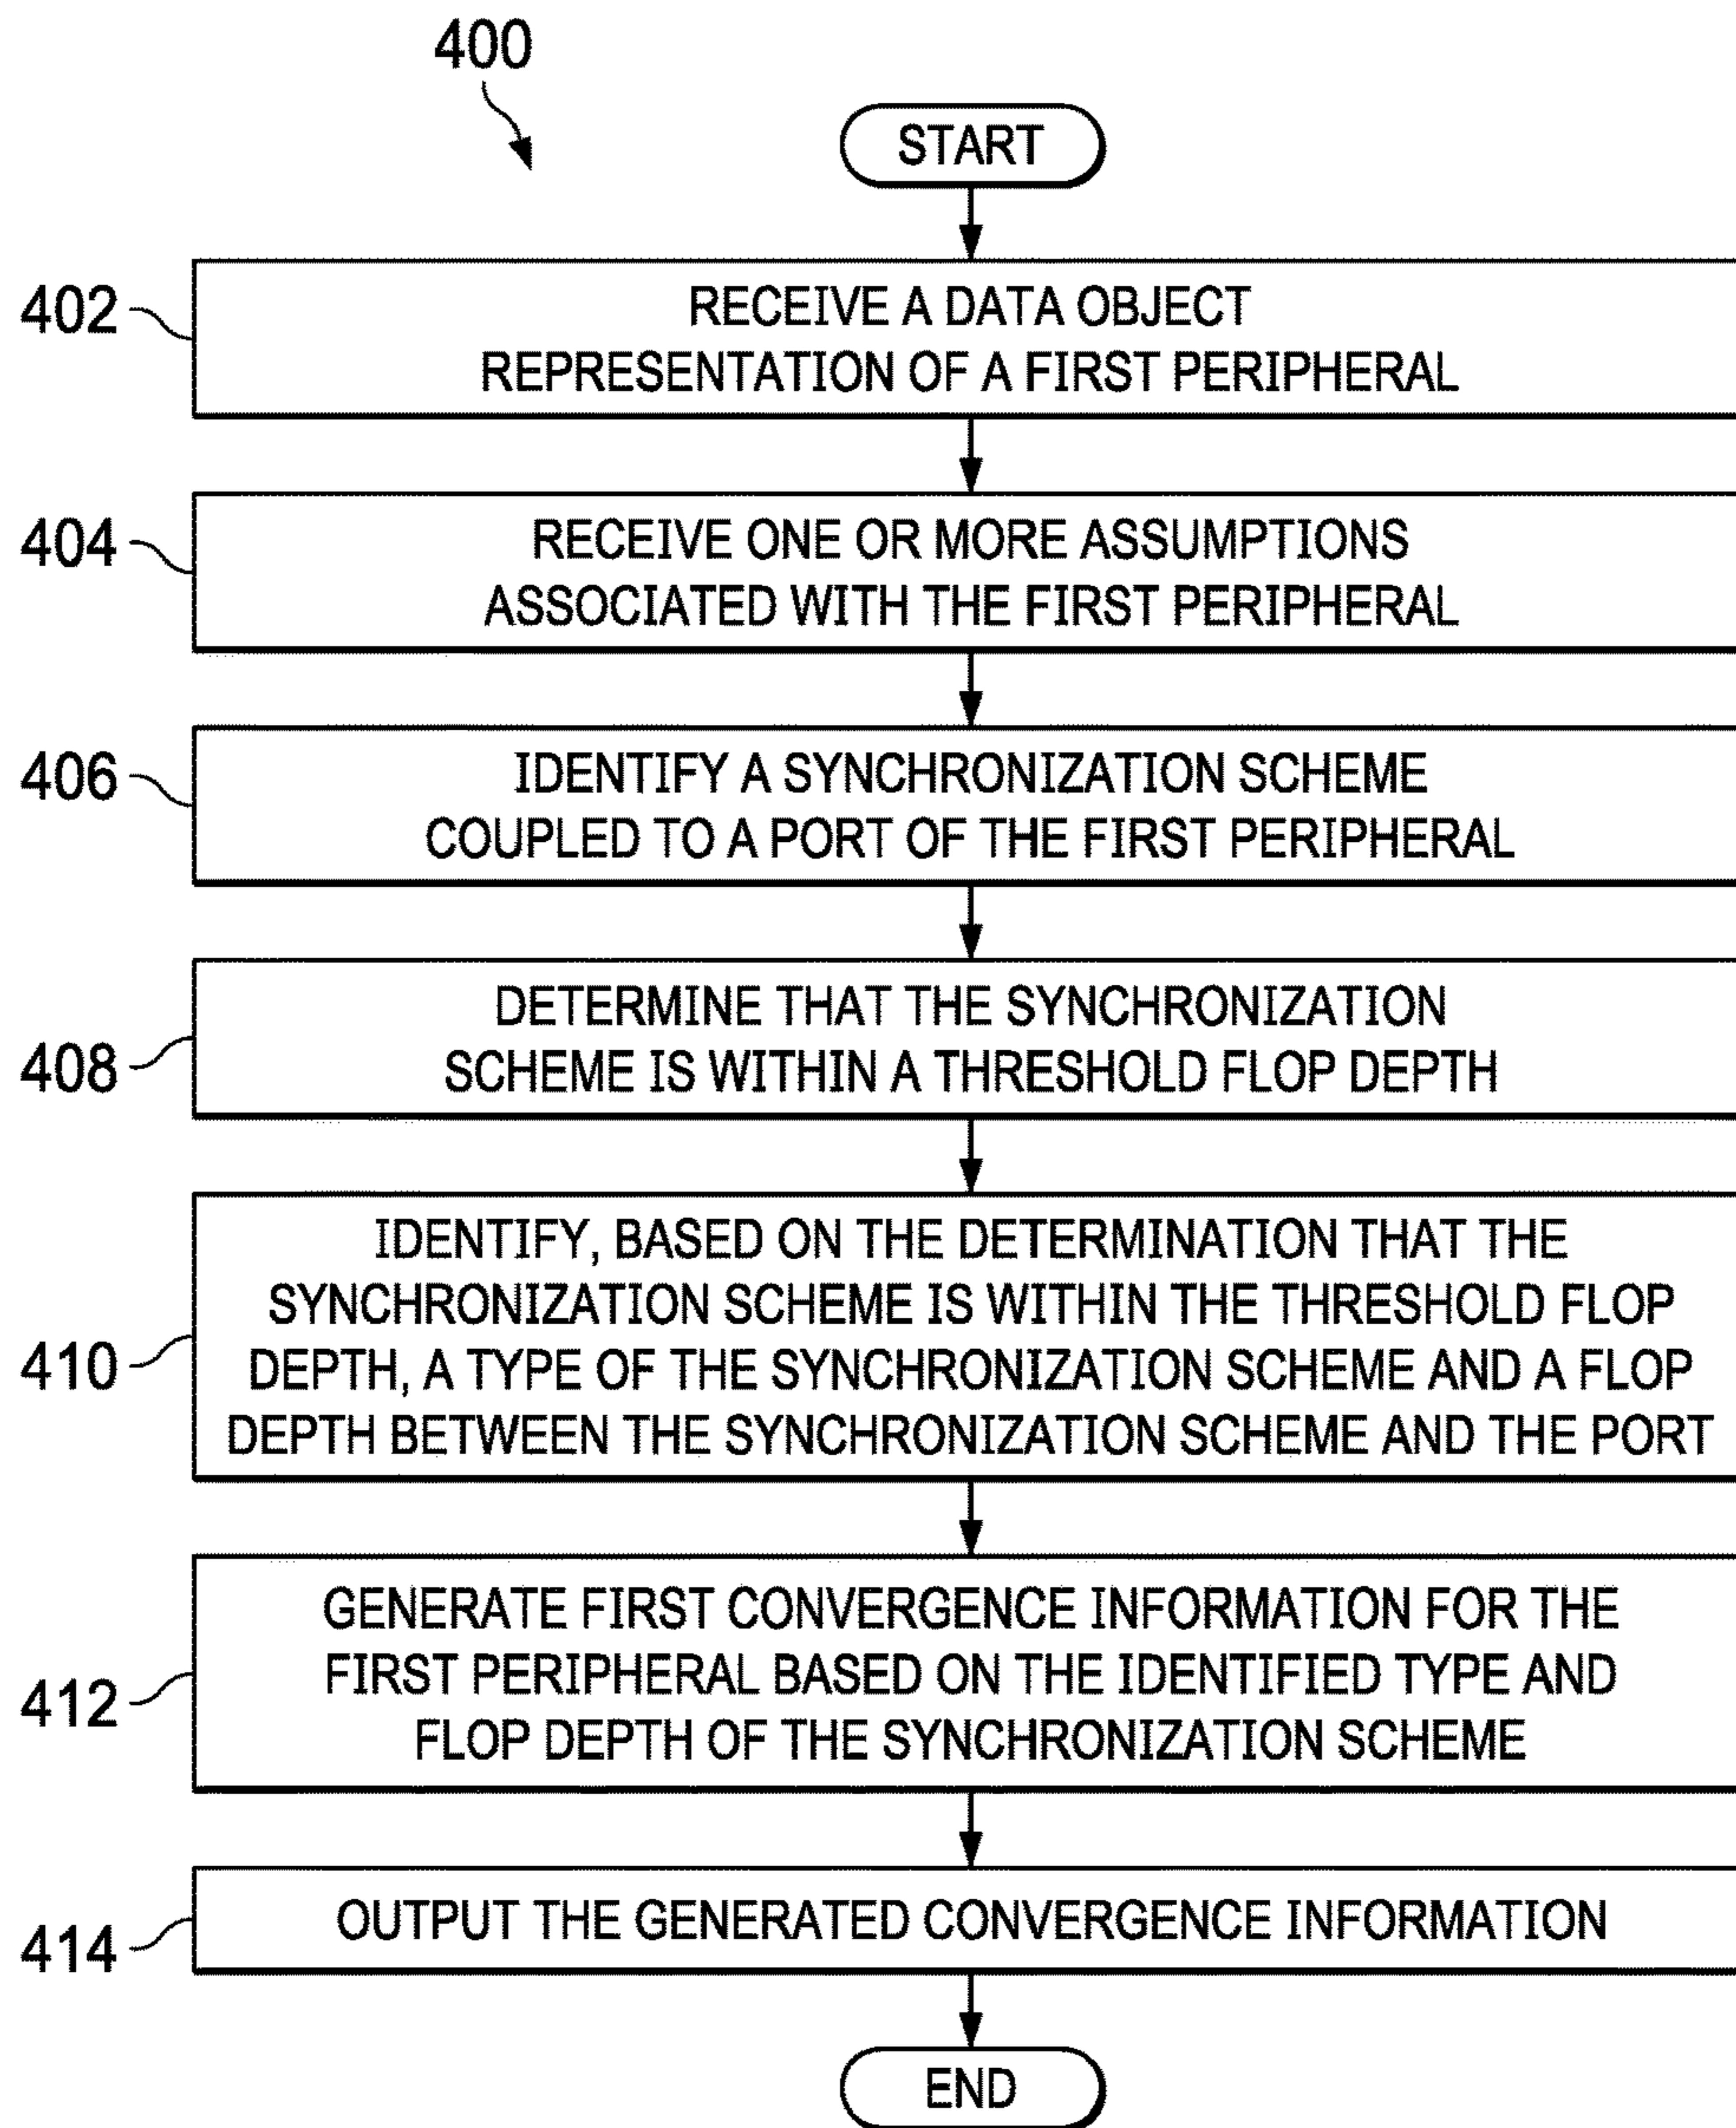 400
START
402
RECEIVE A DATA OBJECT
REPRESENTATION OF A FIRST PERIPHERAL
404
RECEIVE ONE OR MORE ASSUMPTIONS
ASSOCIATED WITH THE FIRST PERIPHERAL
406
IDENTIFY A SYNCHRONIZATION SCHEME
COUPLED TO A PORT OF THE FIRST PERIPHERAL
408
DETERMINE THAT THE SYNCHRONIZATION
SCHEME IS WITHIN A THRESHOLD FLOP DEPTH
410
IDENTIFY, BASED ON THE DETERMINATION THAT THE
SYNCHRONIZATION SCHEME IS WITHIN THE THRESHOLD FLOP
DEPTH, A TYPE OF THE SYNCHRONIZATION SCHEME AND A FLOP
DEPTH BETWEEN THE SYNCHRONIZATION SCHEME AND THE PORT
412
GENERATE FIRST CONVERGENCE INFORMATION FOR THE
FIRST PERIPHERAL BASED ON THE IDENTIFIED TYPE AND
FLOP DEPTH OF THE SYNCHRONIZATION SCHEME
414
OUTPUT THE GENERATED CONVERGENCE INFORMATION
END